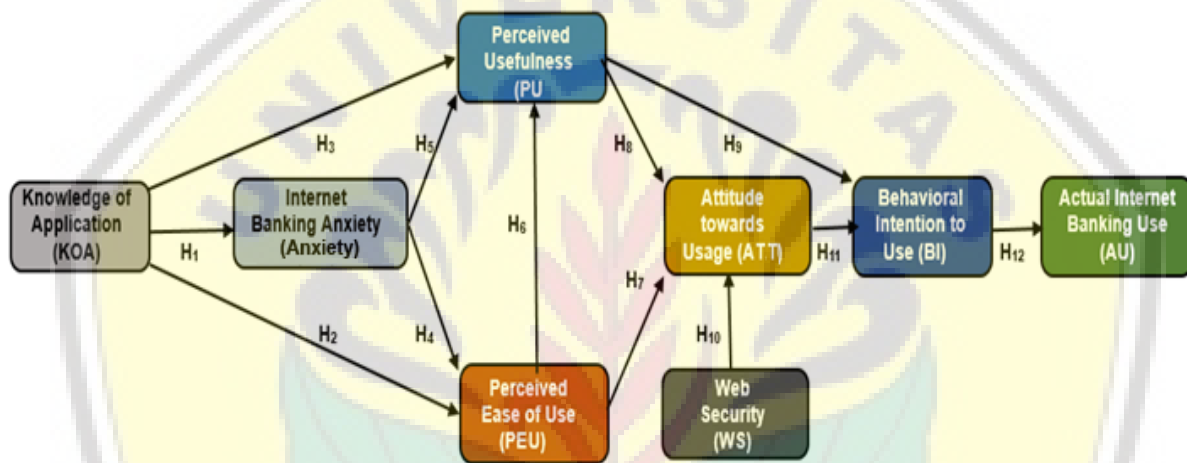 UNIVERSITAS
Perceived
Usefulness
(PU
H3
H5
H8
H9
Knowledge of
Application
(KOA)
H1
Internet
Banking Anxiety
(Anxiety)
H6
Attitude
towards
Usage (ATT)
H11
Behavioral
Intention to
Use (BI)
H12
Actual Internet
Banking Use
(AU)
H2
H4
H7
H10
Perceived
Ease of Use
(PEU)
Web
Security
(WS)